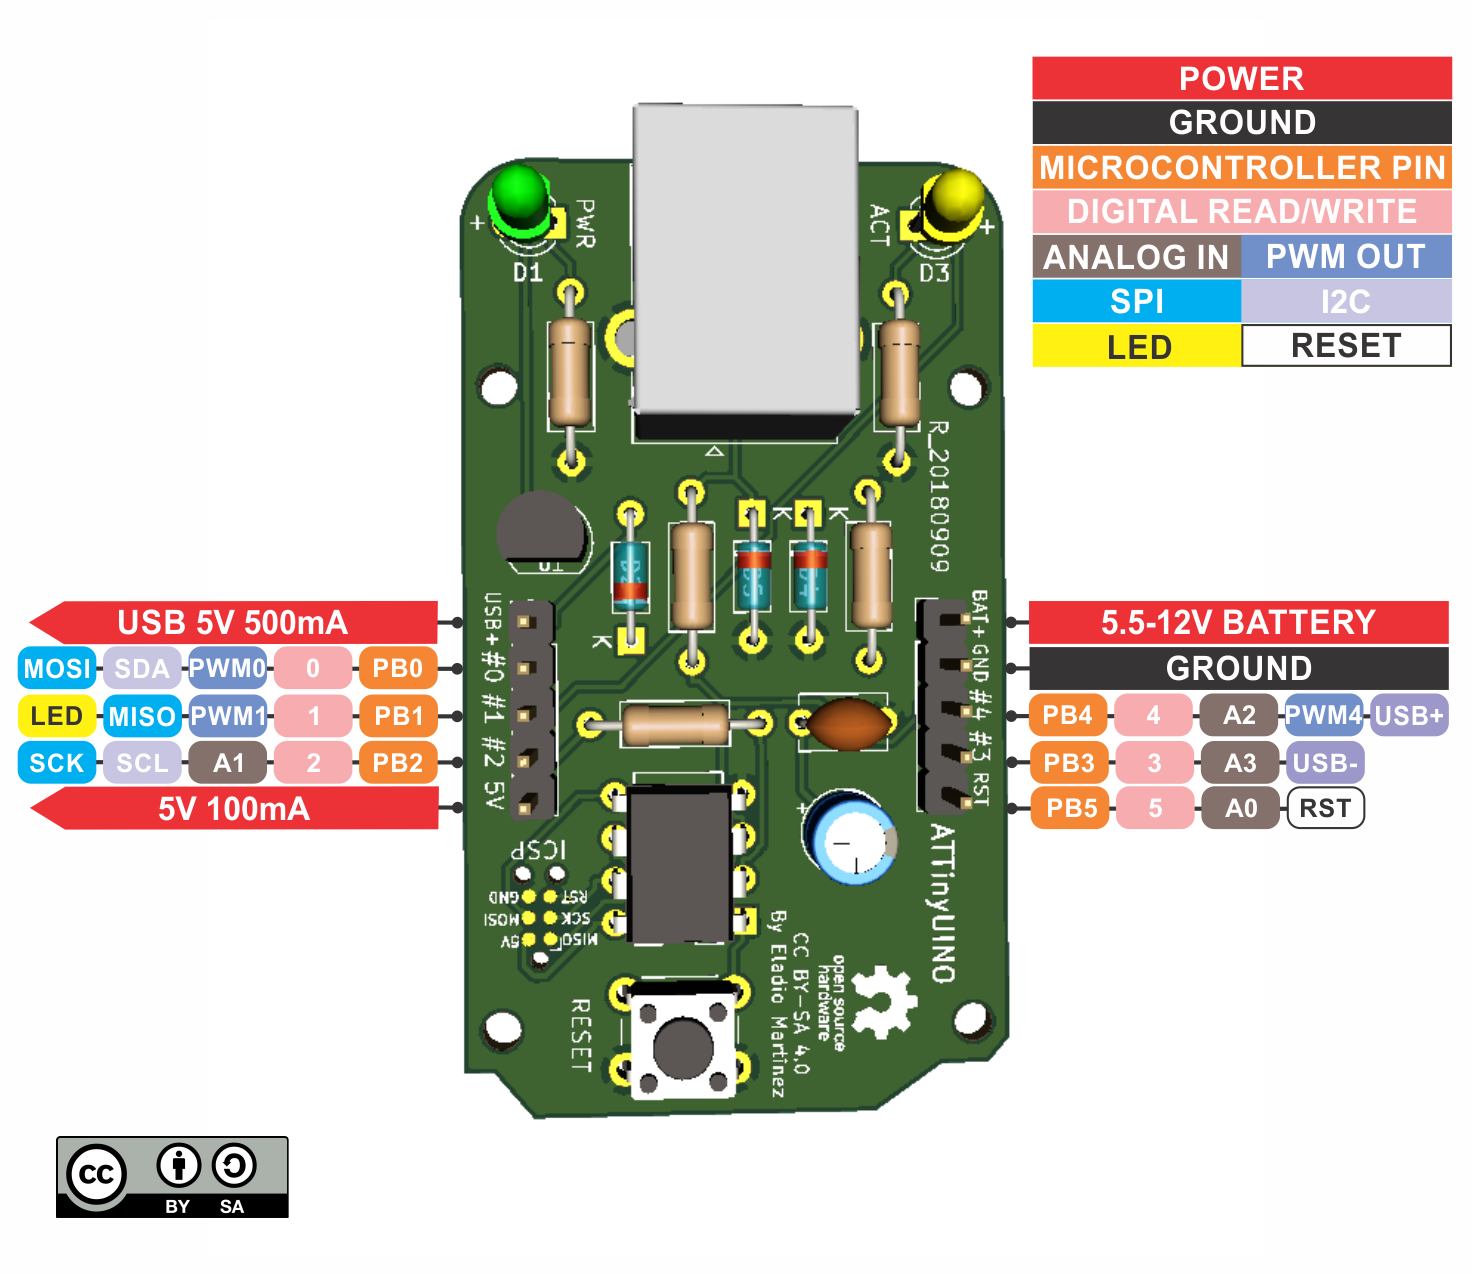 POWER
GROUND
MICROCONTROLLER PIN
DIGITAL READ/WRITE
ANALOG IN PWM OUT
SPI I2C
LED RESET
+ PWR
D1
ACT +
D3
R_20180909
K K
D2 D5 D4
K
USB 5V 500mA
MOSI SDA PWM0 0 PB0
LED MISO PWM1 1 PB1
SCK SCL A1 2 PB2
5V 100mA
USB+ #0 #1 #2 5V
BAT+ GND #4 #3 RST
5.5-12V BATTERY
GROUND
PB4 4 A2 PWM4 USB+
PB3 3 A3 USB-
PB5 5 A0 RST
+
ICSP
GND RST
MOSI SCK
5V MISO
ATTinyUINO
RESET
By Eladio Martinez
CC BY-SA 4.0
open source
hardware
cc
BY SA